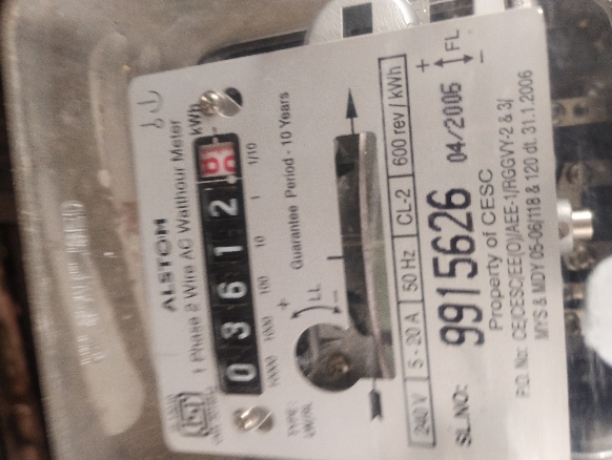 ALSTOM
1 Phase 2 Wire AC Watthour Meter
kWh
0 3 6 1 2
10000 1000 100 10 1 1/10
Guarantee Period - 10 Years
TYPE :
+
LL
-
240 V 5 - 20 A 50 Hz CL-2 600 rev / kWh
+
FL
-
SL.NO: 9915626 04/2006
Property of CESC
P.O. No: CE(CESC)/EE(O)/AEE-1/RGGVY-2 & 3/
MYS & MDY 05-06/118 & 120 dt. 31.1.2006